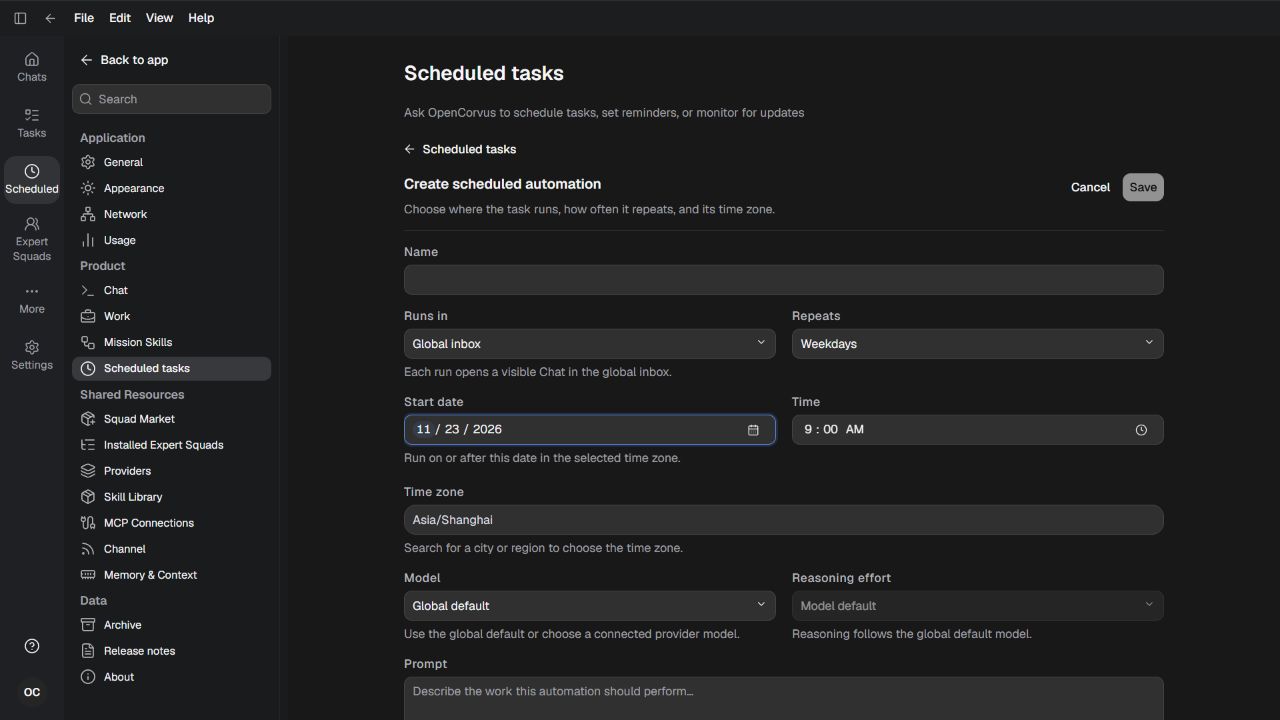 File Edit View Help
Chats
Tasks
Scheduled
Expert
Squads
More
Settings
OC
Back to app
Search
Application
General
Appearance
Network
Usage
Product
Chat
Work
Mission Skills
Scheduled tasks
Shared Resources
Squad Market
Installed Expert Squads
Providers
Skill Library
MCP Connections
Channel
Memory & Context
Data
Archive
Release notes
About
Scheduled tasks
Ask OpenCorvus to schedule tasks, set reminders, or monitor for updates
Scheduled tasks
Create scheduled automation
Cancel Save
Choose where the task runs, how often it repeats, and its time zone.
Name
Runs in Repeats
Global inbox Weekdays
Each run opens a visible Chat in the global inbox.
Start date Time
11 / 23 / 2026 9 : 00 AM
Run on or after this date in the selected time zone.
Time zone
Asia/Shanghai
Search for a city or region to choose the time zone.
Model Reasoning effort
Global default Model default
Use the global default or choose a connected provider model. Reasoning follows the global default model.
Prompt
Describe the work this automation should perform...